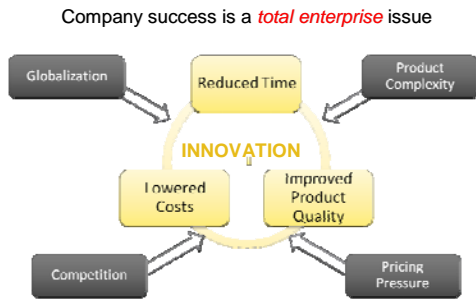 Company success is a total enterprise issue
Globalization
Reduced Time
Product
Complexity
INNOVATION
Lowered
Costs
Improved
Product
Quality
Competition
Pricing
Pressure